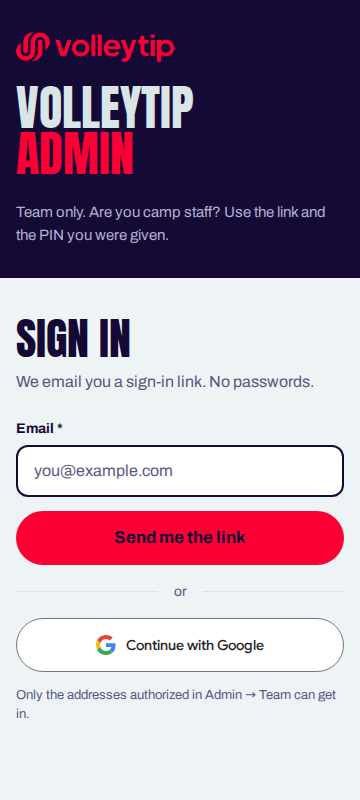 volleytip
VOLLEYTIP
ADMIN
Team only. Are you camp staff? Use the link and
the PIN you were given.
SIGN IN
We email you a sign-in link. No passwords.
Email *
you@example.com
Send me the link
or
Continue with Google
Only the addresses authorized in Admin → Team can get
in.